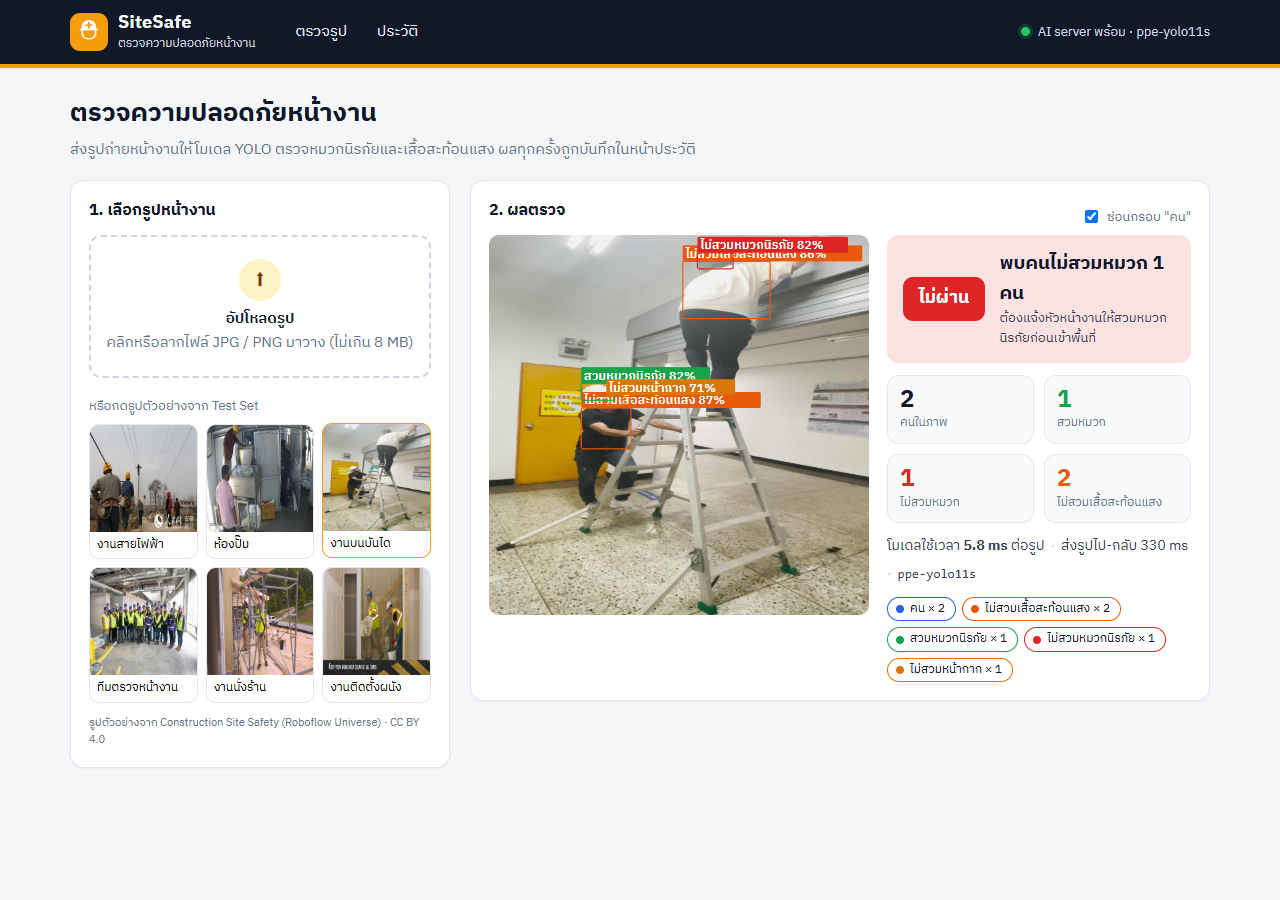 SiteSafe
ตรวจความปลอดภัยหน้างาน
ตรวจรูป
ประวัติ
AI server พร้อม · ppe-yolo11s
ตรวจความปลอดภัยหน้างาน
ส่งรูปถ่ายหน้างานให้โมเดล YOLO ตรวจหมวกนิรภัยและเสื้อสะท้อนแสง ผลทุกครั้งถูกบันทึกในหน้าประวัติ
1. เลือกรูปหน้างาน
อัปโหลดรูป
คลิกหรือลากไฟล์ JPG / PNG มาวาง (ไม่เกิน 8 MB)
หรือกดรูปตัวอย่างจาก Test Set
งานสายไฟฟ้า
ห้องปั๊ม
งานบนบันได
ทีมตรวจหน้างาน
งานนั่งร้าน
งานติดตั้งผนัง
รูปตัวอย่างจาก Construction Site Safety (Roboflow Universe) · CC BY
4.0
2. ผลตรวจ
ซ่อนกรอบ "คน"
ไม่สวมหมวกนิรภัย 82%
ไม่สวมเสื้อสะท้อนแสง 86%
สวมหมวกนิรภัย 82%
ไม่สวมหน้ากาก 71%
ไม่สวมเสื้อสะท้อนแสง 87%
ไม่ผ่าน
พบคนไม่สวมหมวก 1
คน
ต้องแจ้งหัวหน้างานให้สวมหมวก
นิรภัยก่อนเข้าพื้นที่
2
คนในภาพ
1
สวมหมวก
1
ไม่สวมหมวก
2
ไม่สวมเสื้อสะท้อนแสง
โมเดลใช้เวลา 5.8 ms ต่อรูป · ส่งรูปไป-กลับ 330 ms
· ppe-yolo11s
คน × 2
ไม่สวมเสื้อสะท้อนแสง × 2
สวมหมวกนิรภัย × 1
ไม่สวมหมวกนิรภัย × 1
ไม่สวมหน้ากาก × 1